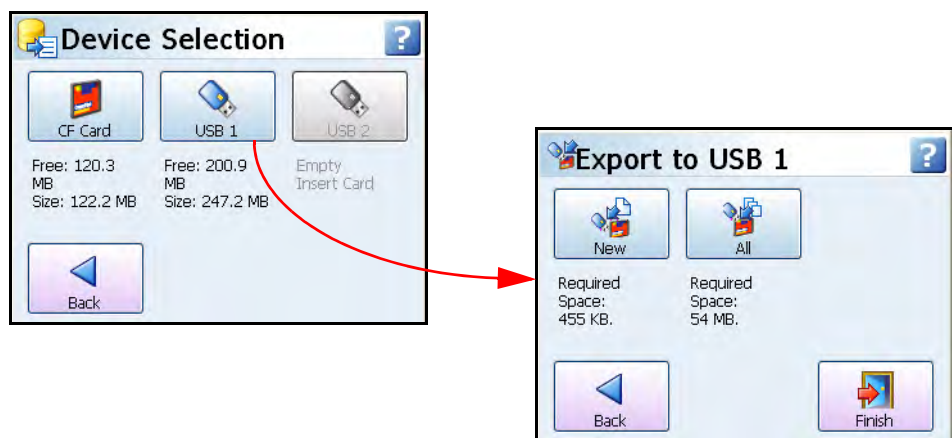 Device Selection
?
CF Card
USB 1
USB 2
Free: 120.3
MB
Size: 122.2 MB
Free: 200.9
MB
Size: 247.2 MB
Empty
Insert Card
Back
Export to USB 1
?
New
All
Required
Space:
455 KB.
Required
Space:
54 MB.
Back
Finish